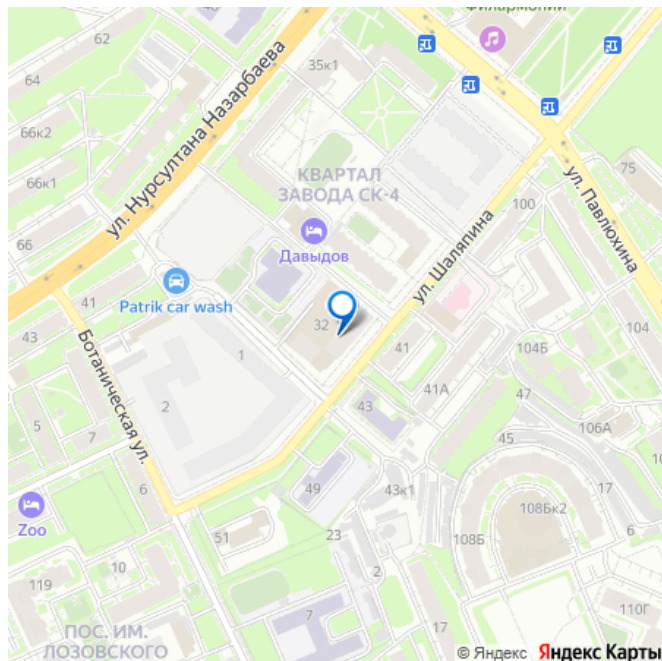 Филармонии
62
64
35к1
ул. Нурсултана Назарбаева
66к2
66к1
66
КВАРТАЛ
ЗАВОДА СК-4
75
ул. Павлюхина
100
ул. Шаляпина
Давыдов
41
Patrik car wash
32
43
Ботаническая ул.
1
41
104Б
104
41А
47
2
43
106А
5
7
45
6
49
43к1
17
108Бк2
Zoo
51
23
108Б
6
10
2
119
7
17
110Г
ПОС. ИМ.
ЛОЗОВСКОГО
© Яндекс Яндекс Карты